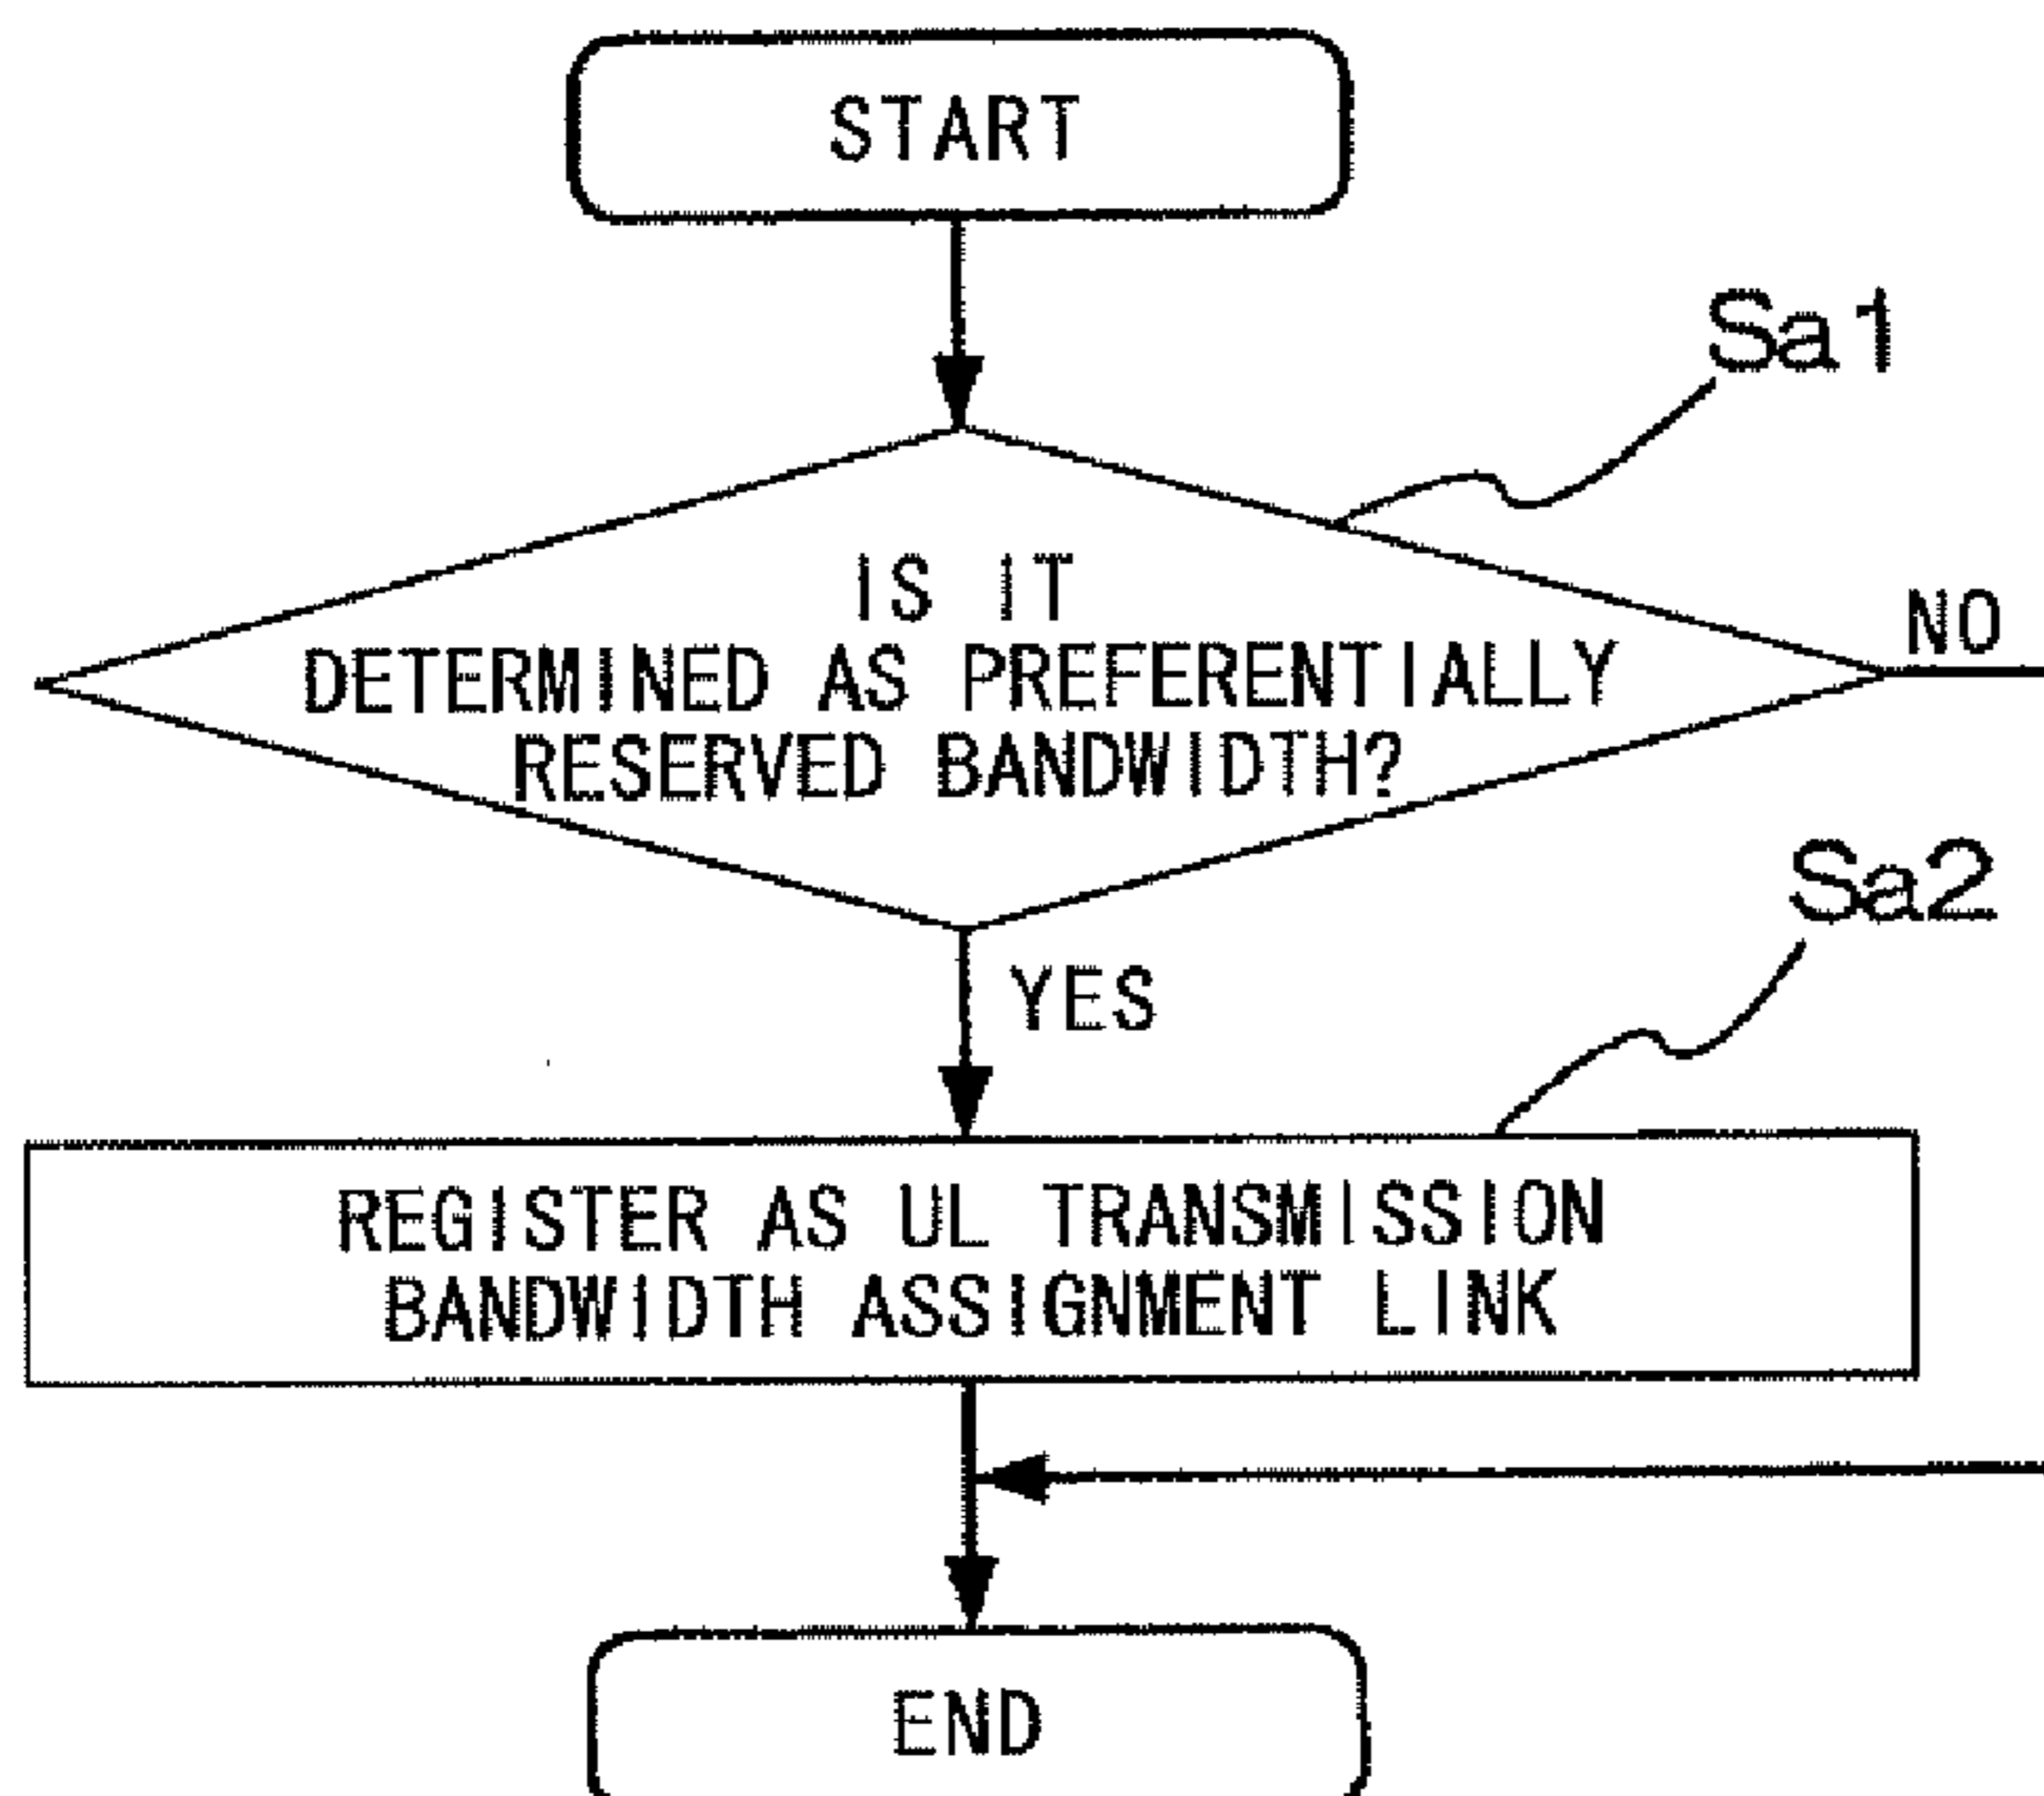 START
Sa1
IS IT
DETERMINED AS PREFERENTIALLY
RESERVED BANDWIDTH?
NO
Sa2
YES
REGISTER AS UL TRANSMISSION
BANDWIDTH ASSIGNMENT LINK
END